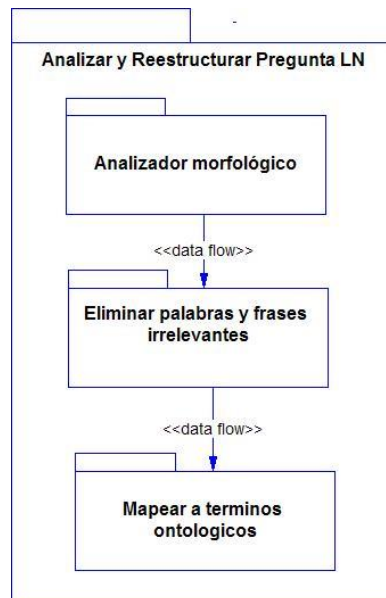 -
Analizar y Reestructurar Pregunta LN
Analizador morfológico
<<data flow>>
Eliminar palabras y frases
irrelevantes
<<data flow>>
Mapear a terminos
ontologicos